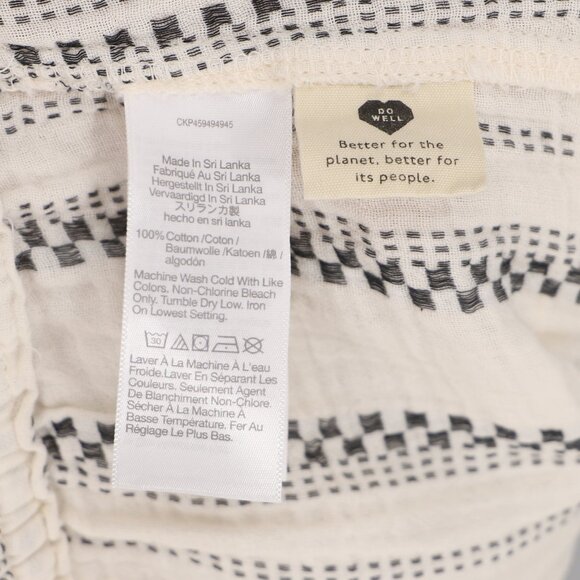 CKP459494945
Made In Sri Lanka
Fabriqué Au Sri Lanka
Hergestellt In Sri Lanka
Vervaardigd In Sri Lanka
スリランカ製
hecho en sri lanka
100% Cotton /Coton /
Baumwolle /Katoen /綿 /
algodón
Machine Wash Cold With Like
Colors. Non-Chlorine Bleach
Only. Tumble Dry Low. Iron
On Lowest Setting.
30
Laver À La Machine À L'eau
Froide.Laver En Séparant Les
Couleurs. Seulement Agent
De Blanchiment Non-Chlore.
Sécher À La Machine À
Basse Température. Fer Au
Réglage Le Plus Bas.
DO
WELL
Better for the
planet, better for
its people.